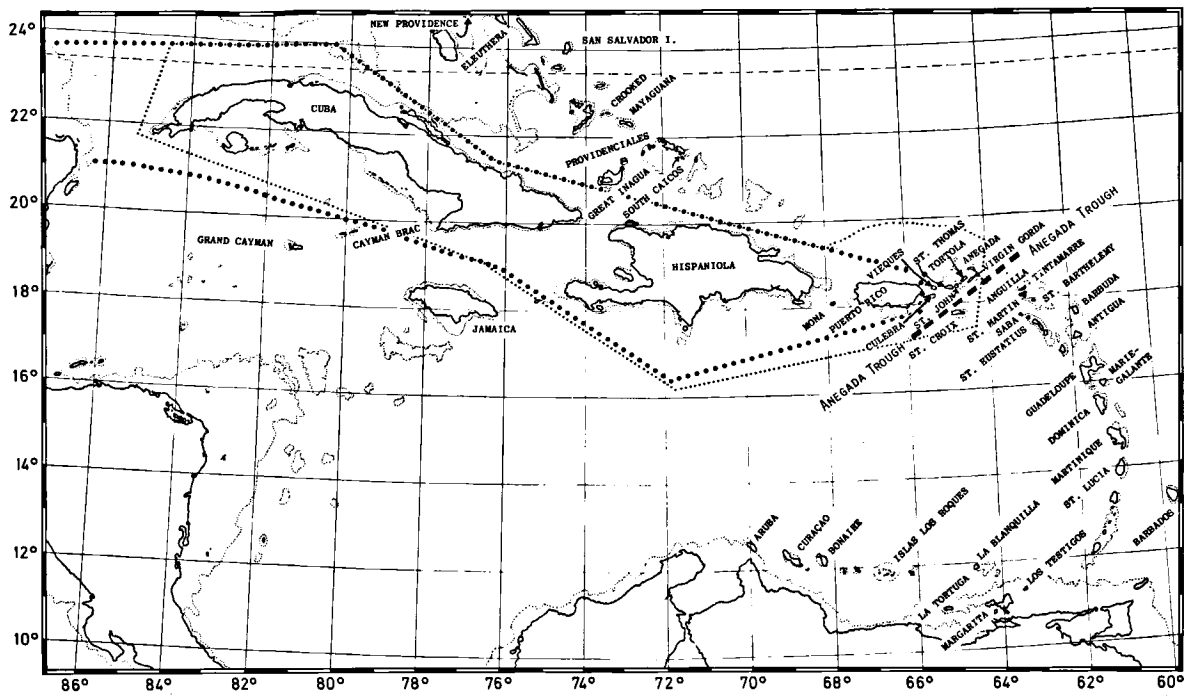 24°
22°
20°
18°
16°
14°
12°
10°
NEW PROVIDENCE
ELEUTHERA
SAN SALVADOR I.
CROOKED
MAYAGUANA
CUBA
PROVIDENCIALES
GREAT INAGUA
SOUTH CAICOS
GRAND CAYMAN
CAYMAN BRAC
HISPANIOLA
JAMAICA
MONA
PUERTO RICO
VIEQUES
CULEBRA
ST. THOMAS
TORTOLA
ST. JOHN
ANEGADA
VIRGIN GORDA
ANEGADA TROUGH
ANEGADA TROUGH
ST. CROIX
ANGUILLA
TINTAMARRE
ST. MARTIN
ST. BARTHÉLEMY
SABA
ST. EUSTATIUS
BARBUDA
ANTIGUA
GUADELOUPE
MARIE-
GALANTE
DOMINICA
MARTINIQUE
ST. LUCIA
BARBADOS
ARUBA
CURAÇAO
BONAIRE
ISLAS LOS ROQUES
LA BLANQUILLA
LA TORTUGA
MARGARITA
LOS TESTIGOS
86° 84° 82° 80° 78° 76° 74° 72° 70° 68° 66° 64° 62° 60°